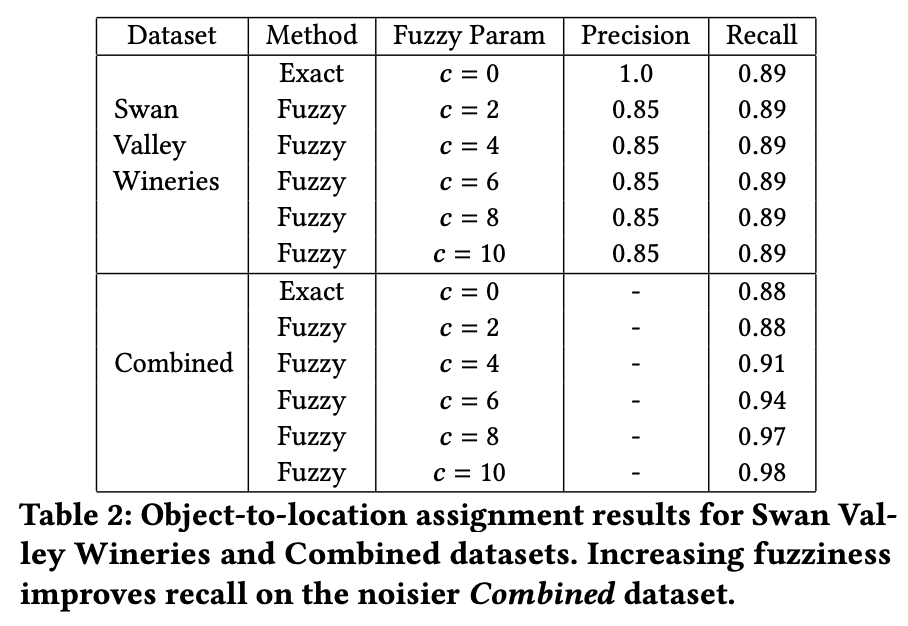 Dataset Method Fuzzy Param Precision Recall
Exact c = 0 1.0 0.89
Swan Fuzzy c = 2 0.85 0.89
Valley Fuzzy c = 4 0.85 0.89
Wineries Fuzzy c = 6 0.85 0.89
Fuzzy c = 8 0.85 0.89
Fuzzy c = 10 0.85 0.89
Exact c = 0 - 0.88
Fuzzy c = 2 - 0.88
Combined Fuzzy c = 4 - 0.91
Fuzzy c = 6 - 0.94
Fuzzy c = 8 - 0.97
Fuzzy c = 10 - 0.98
Table 2: Object-to-location assignment results for Swan Val-
ley Wineries and Combined datasets. Increasing fuzziness
improves recall on the noisier Combined dataset.